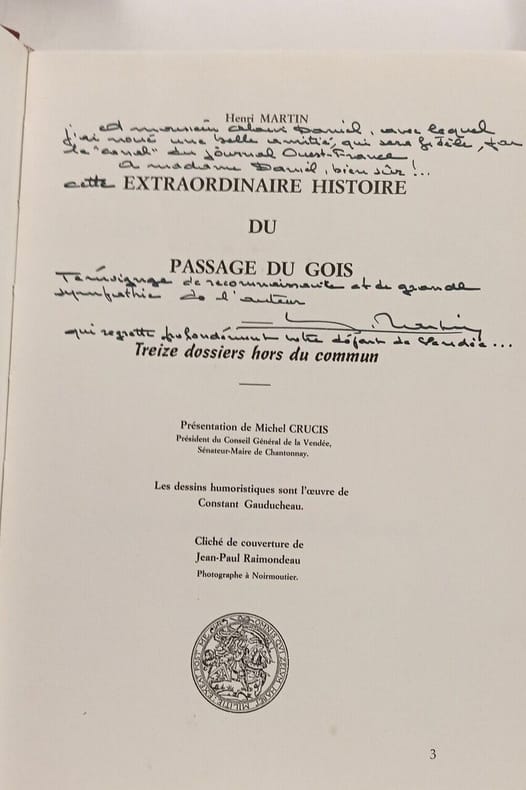 Henri MARTIN
A monsieur Alain Daniel, avec lequel
j'ai noué une belle amitié, qui sera fidèle, par
le "canal" du journal Ouest-France
A madame Daniel, bien sûr !...
cette EXTRAORDINAIRE HISTOIRE
DU
PASSAGE DU GOIS
Témoignage de reconnaissance et de grande
sympathie de l'auteur
H. Martin
qui regrette profondément votre départ de Vendée...
Treize dossiers hors du commun
Présentation de Michel CRUCIS
Président du Conseil Général de la Vendée,
Sénateur-Maire de Chantonnay.
Les dessins humoristiques sont l'œuvre de
Constant Gauducheau.
Cliché de couverture de
Jean-Paul Raimondeau
Photographe à Noirmoutier.
3